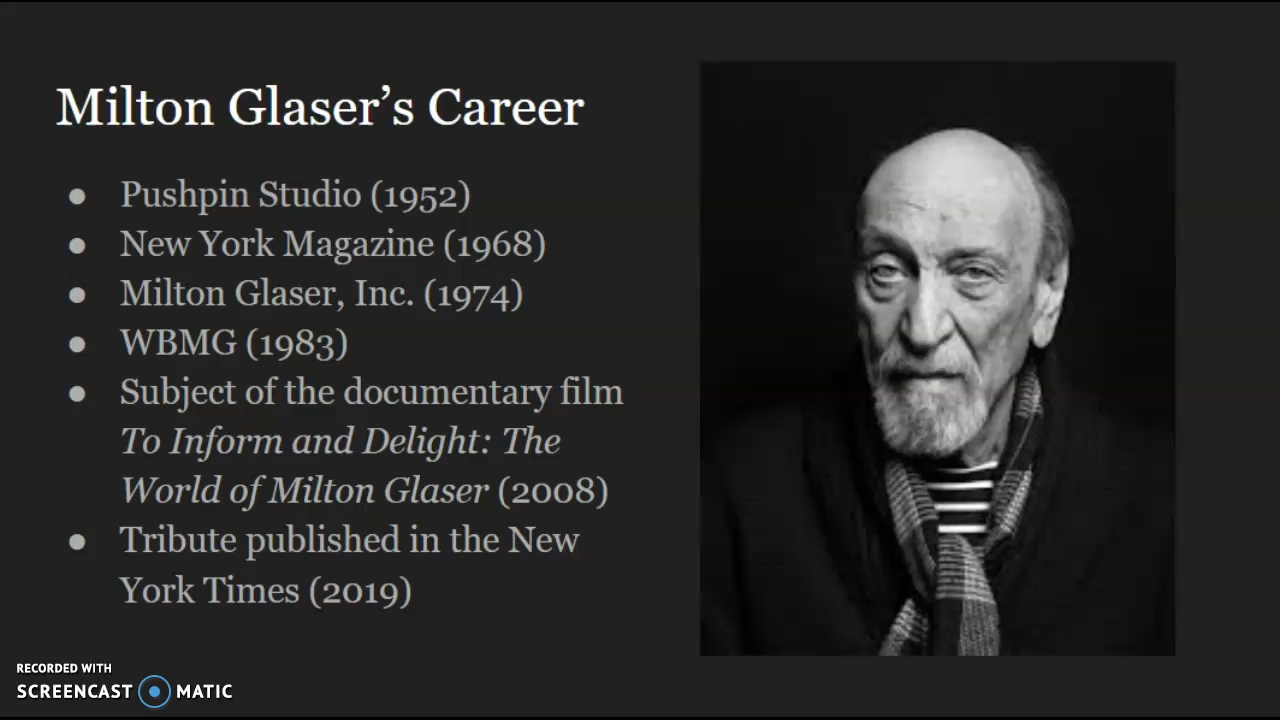 Milton Glaser’s Career
● Pushpin Studio (1952)
● New York Magazine (1968)
● Milton Glaser, Inc. (1974)
● WBMG (1983)
● Subject of the documentary film
To Inform and Delight: The
World of Milton Glaser (2008)
● Tribute published in the New
York Times (2019)
RECORDED WITH
SCREENCAST MATIC